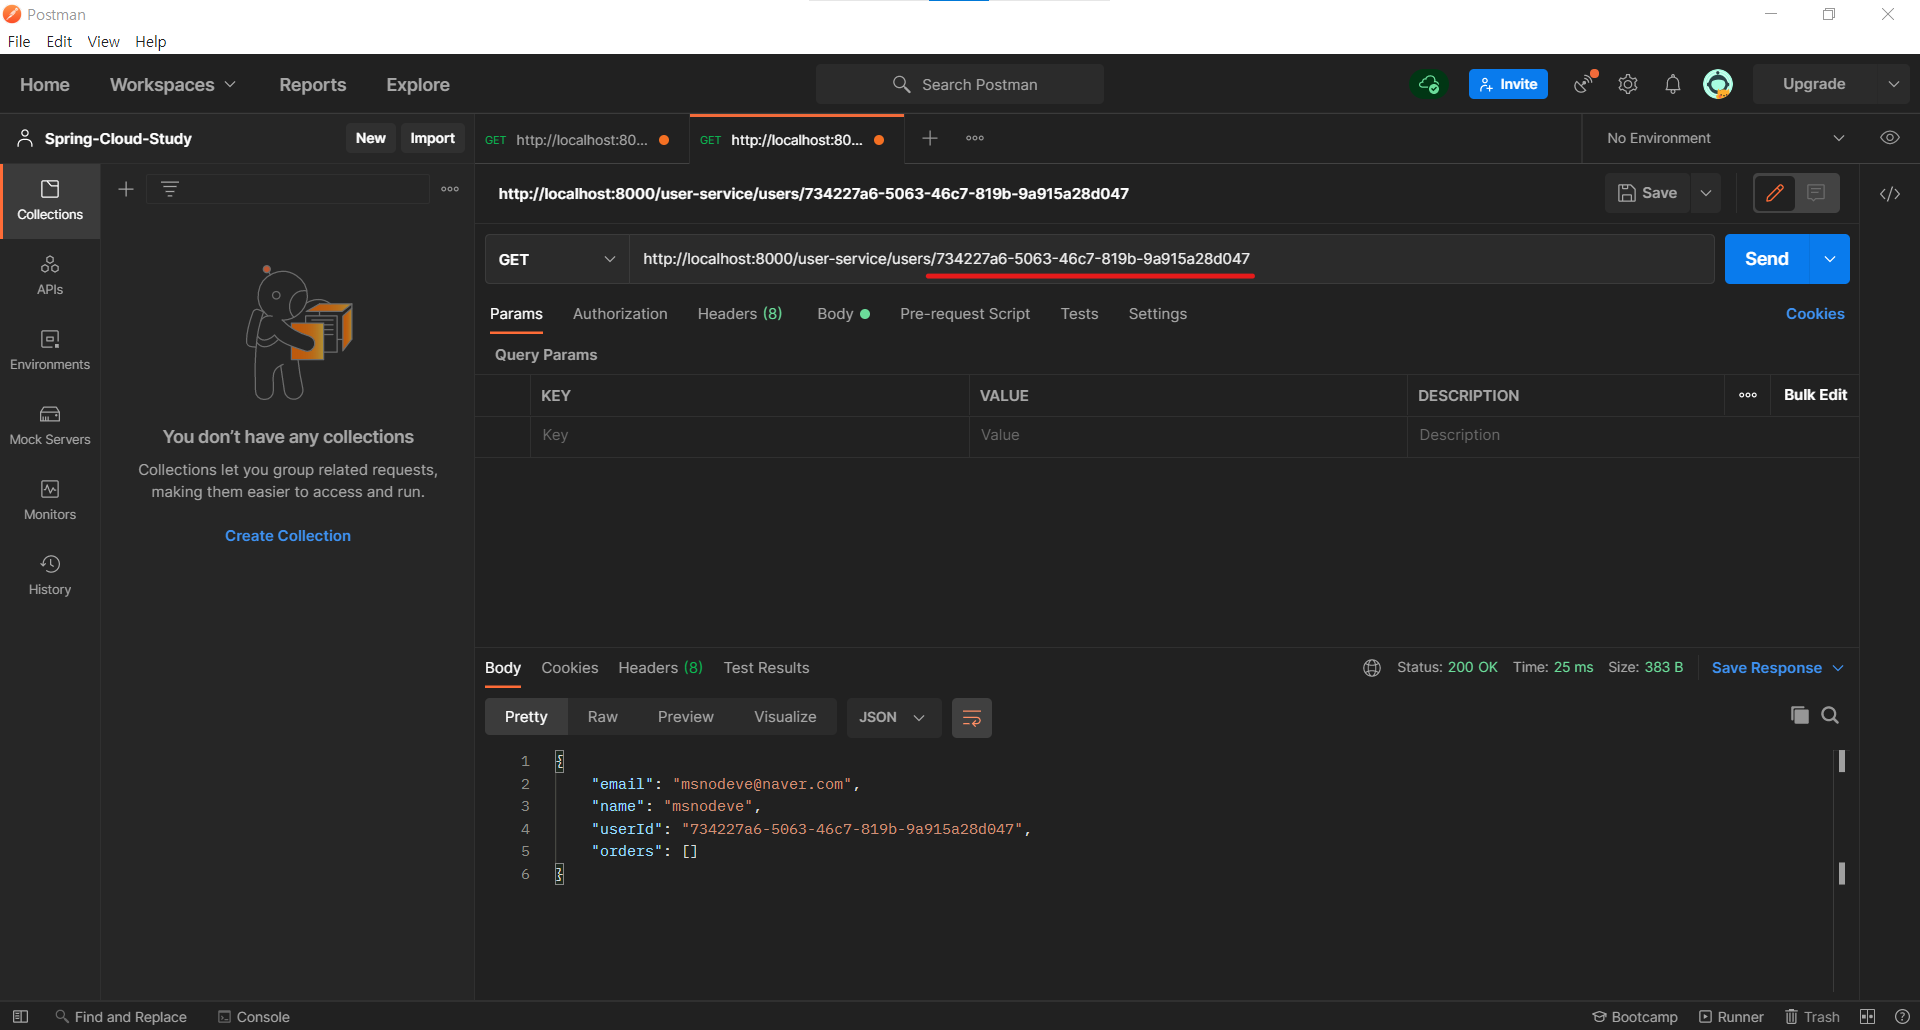 Postman
File Edit View Help
Home Workspaces Reports Explore Search Postman Invite Upgrade
Spring-Cloud-Study New Import GET http://localhost:80... GET http://localhost:80... No Environment
Collections
APIs
Environments
Mock Servers
Monitors
History
You don't have any collections
Collections let you group related requests,
making them easier to access and run.
Create Collection
http://localhost:8000/user-service/users/734227a6-5063-46c7-819b-9a915a28d047 Save
GET http://localhost:8000/user-service/users/734227a6-5063-46c7-819b-9a915a28d047 Send
Params Authorization Headers (8) Body Pre-request Script Tests Settings Cookies
Query Params
KEY VALUE DESCRIPTION Bulk Edit
Key Value Description
Body Cookies Headers (8) Test Results Status: 200 OK Time: 25 ms Size: 383 B Save Response
Pretty Raw Preview Visualize JSON
1 {
2 "email": "msnodeve@naver.com",
3 "name": "msnodeve",
4 "userId": "734227a6-5063-46c7-819b-9a915a28d047",
5 "orders": []
6 }
Find and Replace Console Bootcamp Runner Trash